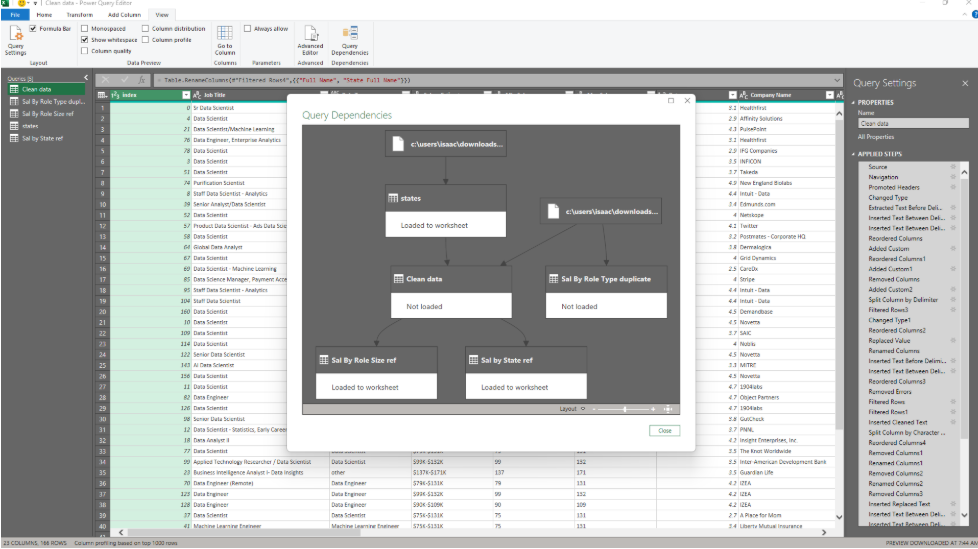 Clean data - Power Query Editor
File Home Transform Add Column View
Query Settings
Formula Bar
Layout
Monospaced
Show whitespace
Column quality
Column distribution
Column profile
Data Preview
Go to Column
Columns
Always allow
Parameters
Advanced Editor
Advanced
Query Dependencies
Dependencies
Queries [5]
Clean data
Sal By Role Type dupli...
Sal By Role Size ref
states
Sal by State ref
= Table.RenameColumns(#"Filtered Rows4",{{"Full Name", "State Full Name"}})
Index Job Title Company Name
1 0 Sr Data Scientist 3.1 Healthfirst
2 4 Data Scientist 2.9 Affinity Solutions
3 21 Data Scientist/Machine Learning 4.3 PulsePoint
4 76 Data Engineer, Enterprise Analytics 3.1 Healthfirst
5 78 Data Scientist 2.9 IFG Companies
6 3 Data Scientist 3.5 INFICON
7 51 Data Scientist 3.7 Takeda
8 74 Purification Scientist 4.9 New England Biolabs
9 8 Staff Data Scientist - Analytics 4.4 Intuit - Data
10 39 Senior Analyst/Data Scientist 3.4 Edmunds.com
11 52 Data Scientist 4 Netskope
12 57 Product Data Scientist - Ads Data Scie 4.1 Twitter
13 58 Data Scientist 3.2 Postmates - Corporate HQ
14 64 Global Data Analyst 3.8 Dermalogica
15 67 Data Scientist 4 Grid Dynamics
16 69 Data Scientist - Machine Learning 2.5 CareDx
17 83 Data Science Manager, Payment Acce 4 Stripe
18 95 Staff Data Scientist - Analytics 4.4 Intuit - Data
19 104 Staff Data Scientist 4.4 Intuit - Data
20 160 Data Scientist 4.5 Demandbase
21 10 Data Scientist 4.5 Novetta
22 109 Data Scientist 3.7 SAIC
23 114 Data Scientist 4 Noblis
24 122 Senior Data Scientist 4.5 Novetta
25 143 AI Data Scientist 3.3 MITRE
26 156 Data Scientist 4.5 Novetta
27 11 Data Scientist 4.7 1904labs
28 82 Data Engineer 4.7 Object Partners
29 126 Data Scientist 4.7 1904labs
30 98 Senior Data Scientist 3.8 GutCheck
31 12 Data Scientist - Statistics, Early Career 3.7 PNNL
32 18 Data Analyst II 4.2 Insight Enterprises, Inc.
33 77 Data Scientist 3.5 The Knot Worldwide
34 99 Applied Technology Researcher / Data Scientist Data Scientist $99K-$132K 99 132 3.5 Inter-American Development Bank
35 23 Business Intelligence Analyst I- Data Insights other $137K-$171K 137 171 3.5 Guardian Life
36 70 Data Engineer (Remote) Data Engineer $79K-$131K 79 131 4.2 IZEA
37 123 Data Engineer Data Engineer $99K-$132K 99 132 4.2 IZEA
38 128 Data Engineer Data Engineer $90K-$109K 90 109 4.2 IZEA
39 37 Data Scientist Data Scientist $75K-$131K 75 131 2.7 A Place for Mom
40 41 Machine Learning Engineer Machine Learning Engineer $75K-$131K 75 131 3.4 Liberty Mutual Insurance
Query Dependencies
c:\users\isaac\downloads...
states
Loaded to worksheet
c:\users\isaac\downloads...
Clean data
Not loaded
Sal By Role Type duplicate
Not loaded
Sal By Role Size ref
Loaded to worksheet
Sal by State ref
Loaded to worksheet
Layout
Close
Query Settings
PROPERTIES
Name
Clean data
All Properties
APPLIED STEPS
Source
Navigation
Promoted Headers
Changed Type
Extracted Text Before Deli...
Inserted Text Between Deli...
Inserted Text Between Deli...
Reordered Columns
Added Custom
Reordered Columns1
Added Custom1
Removed Columns
Added Custom2
Split Column by Delimiter
Filtered Rows3
Changed Type1
Reordered Columns2
Replaced Value
Renamed Columns
Inserted Text Before Delimi...
Inserted Text Between Deli...
Reordered Columns3
Removed Errors
Filtered Rows
Filtered Rows1
Inserted Cleaned Text
Split Column by Character ...
Reordered Columns4
Removed Columns1
Renamed Columns1
Removed Columns2
Renamed Columns2
Removed Columns3
Inserted Replaced Text
Inserted Text Between Deli...
Inserted Text Between Deli...
23 COLUMNS, 166 ROWS Column profiling based on top 1000 rows
PREVIEW DOWNLOADED AT 7:44 AM